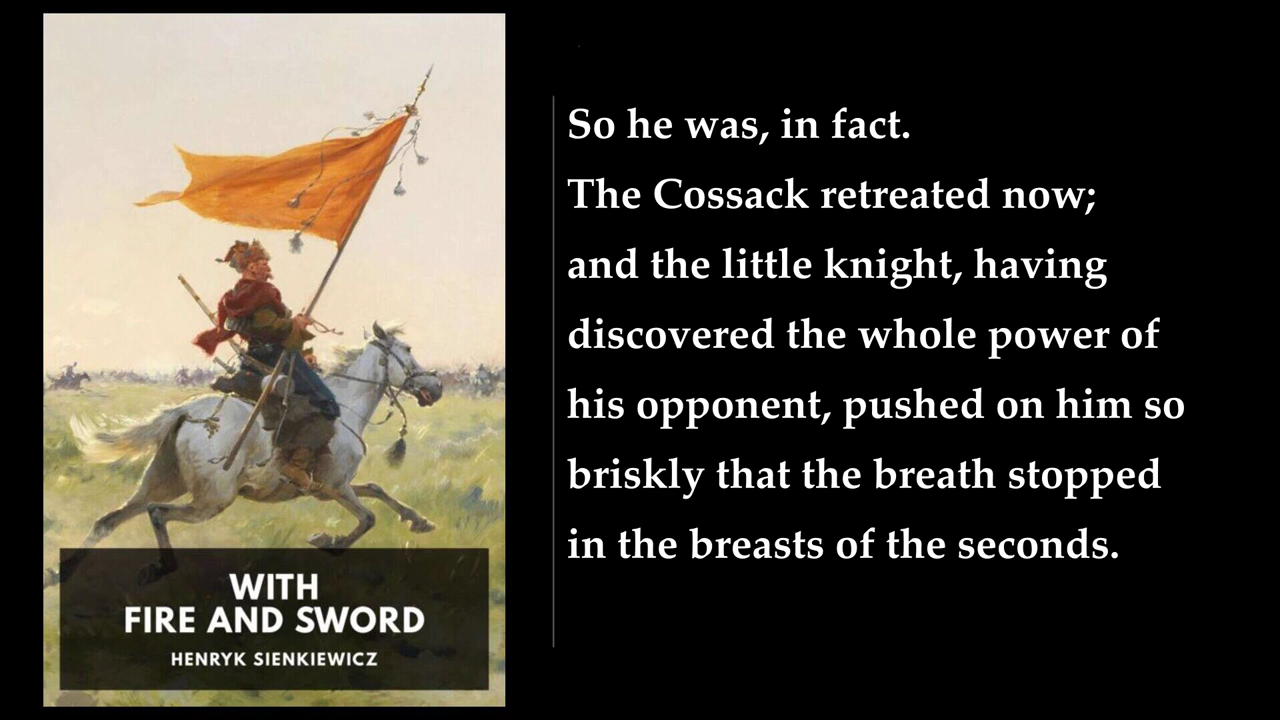 So he was, in fact.
The Cossack retreated now;
and the little knight, having
discovered the whole power of
his opponent, pushed on him so
briskly that the breath stopped
in the breasts of the seconds.
WITH
FIRE AND SWORD
HENRYK SIENKIEWICZ